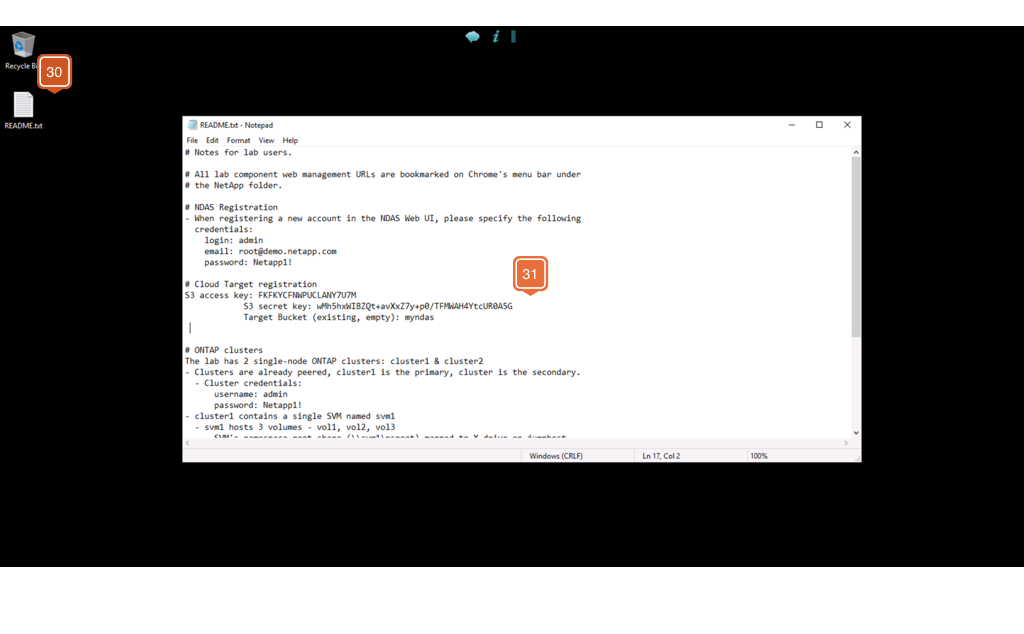 Recycle Bi
30
README.txt
i
README.txt - Notepad
File Edit Format View Help
# Notes for lab users.
# All lab component web management URLs are bookmarked on Chrome's menu bar under
# the NetApp folder.
# NDAS Registration
- When registering a new account in the NDAS Web UI, please specify the following
credentials:
login: admin
email: root@demo.netapp.com
password: Netapp1!
31
# Cloud Target registration
S3 access key: FKFKYCFNWPUCLANY7U7M
S3 secret key: wMh5hxWIBZQt+avXxZ7y+p0/TFMWAH4YtcUR0A5G
Target Bucket (existing, empty): myndas
# ONTAP clusters
The lab has 2 single-node ONTAP clusters: cluster1 & cluster2
- Clusters are already peered, cluster1 is the primary, cluster is the secondary.
- Cluster credentials:
username: admin
password: Netapp1!
- cluster1 contains a single SVM named svm1
- svm1 hosts 3 volumes - vol1, vol2, vol3
Windows (CRLF) Ln 17, Col 2 100%